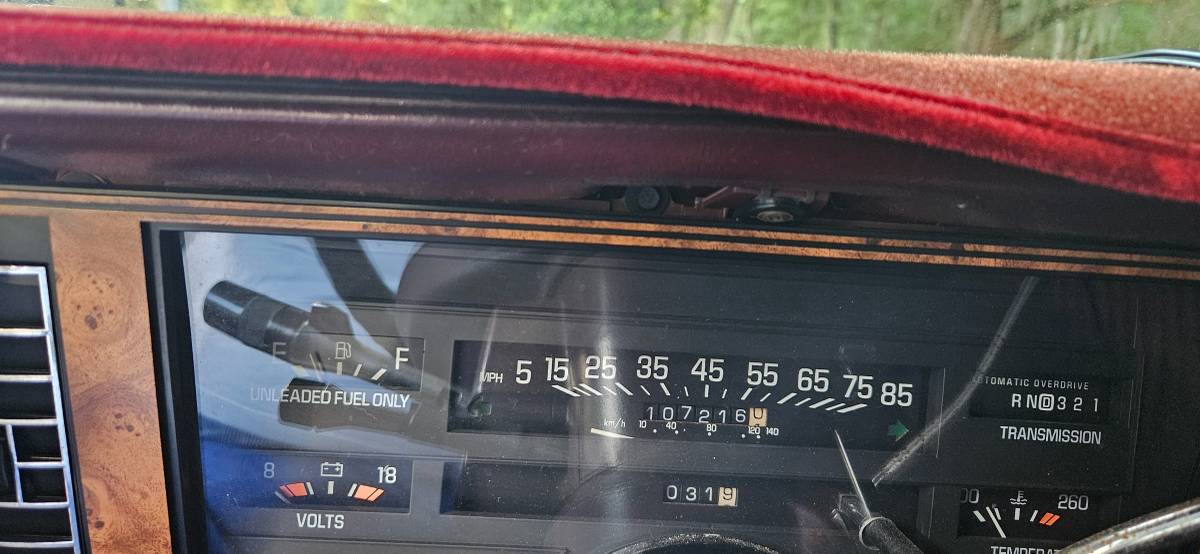 E F
UNLEADED FUEL ONLY
MPH 5 15 25 35 45 55 65 75 85
107216
km/h 10 40 80 120 140
AUTOMATIC OVERDRIVE
R N D 3 2 1
TRANSMISSION
8 18
VOLTS
0319
260